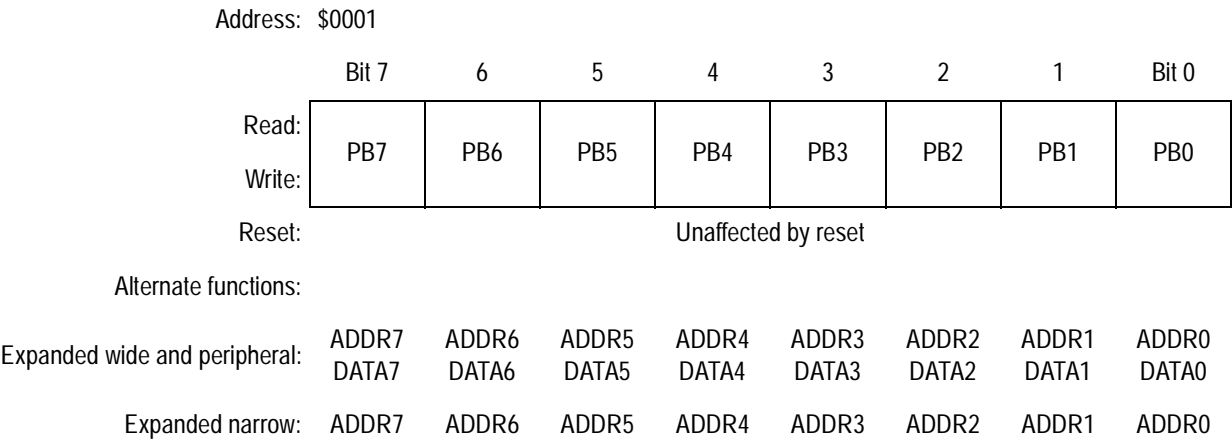 Address: $0001
Bit 7 6 5 4 3 2 1 Bit 0
Read:
PB7 PB6 PB5 PB4 PB3 PB2 PB1 PB0
Write:
Reset: Unaffected by reset
Alternate functions:
Expanded wide and peripheral: ADDR7 ADDR6 ADDR5 ADDR4 ADDR3 ADDR2 ADDR1 ADDR0
DATA7 DATA6 DATA5 DATA4 DATA3 DATA2 DATA1 DATA0
Expanded narrow: ADDR7 ADDR6 ADDR5 ADDR4 ADDR3 ADDR2 ADDR1 ADDR0